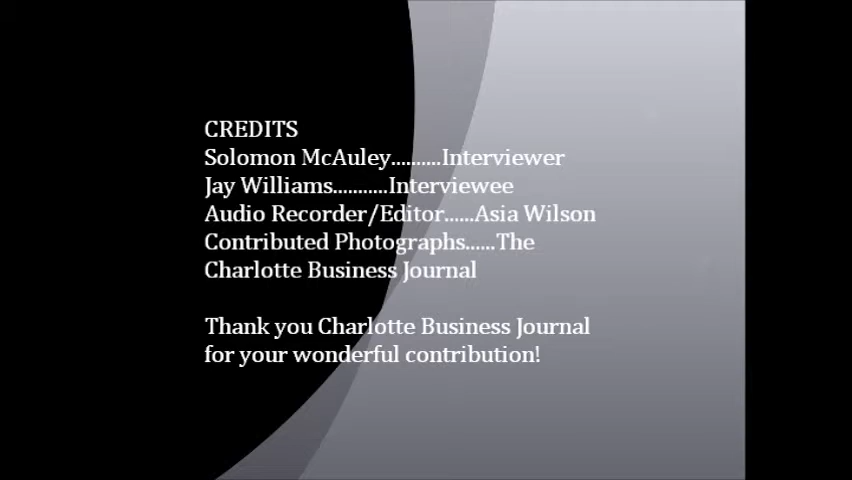 CREDITS
Solomon McAuley..........Interviewer
Jay Williams...........Interviewee
Audio Recorder/Editor......Asia Wilson
Contributed Photographs......The
Charlotte Business Journal
Thank you Charlotte Business Journal
for your wonderful contribution!